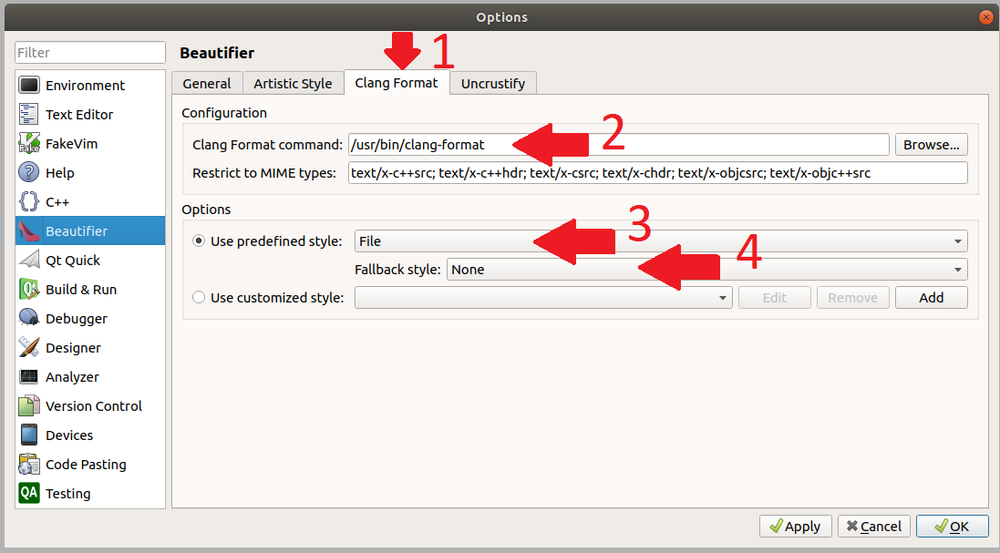 Options
Filter
Beautifier
1
General Artistic Style Clang Format Uncrustify
Environment
Text Editor
FakeVim
Help
C++
Beautifier
Qt Quick
Build & Run
Debugger
Designer
Analyzer
Version Control
Devices
Code Pasting
QA Testing
Configuration
Clang Format command: /usr/bin/clang-format 2 Browse...
Restrict to MIME types: text/x-c++src; text/x-c++hdr; text/x-csrc; text/x-chdr; text/x-objcsrc; text/x-objc++src
Options
Use predefined style: File 3
Fallback style: None 4
Use customized style: Edit Remove Add
Apply Cancel OK